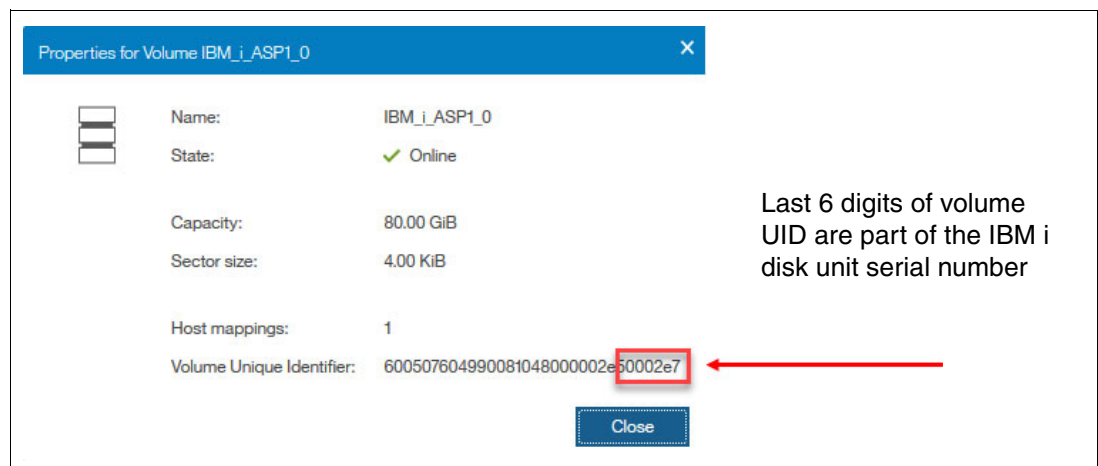 Properties for Volume IBM_i_ASP1_0 ×
Name: IBM_i_ASP1_0
State: ✓ Online
Capacity: 80.00 GiB
Sector size: 4.00 KiB
Host mappings: 1
Volume Unique Identifier: 600507604990081048000002e50002e7
Close
Last 6 digits of volume
UID are part of the IBM i
disk unit serial number